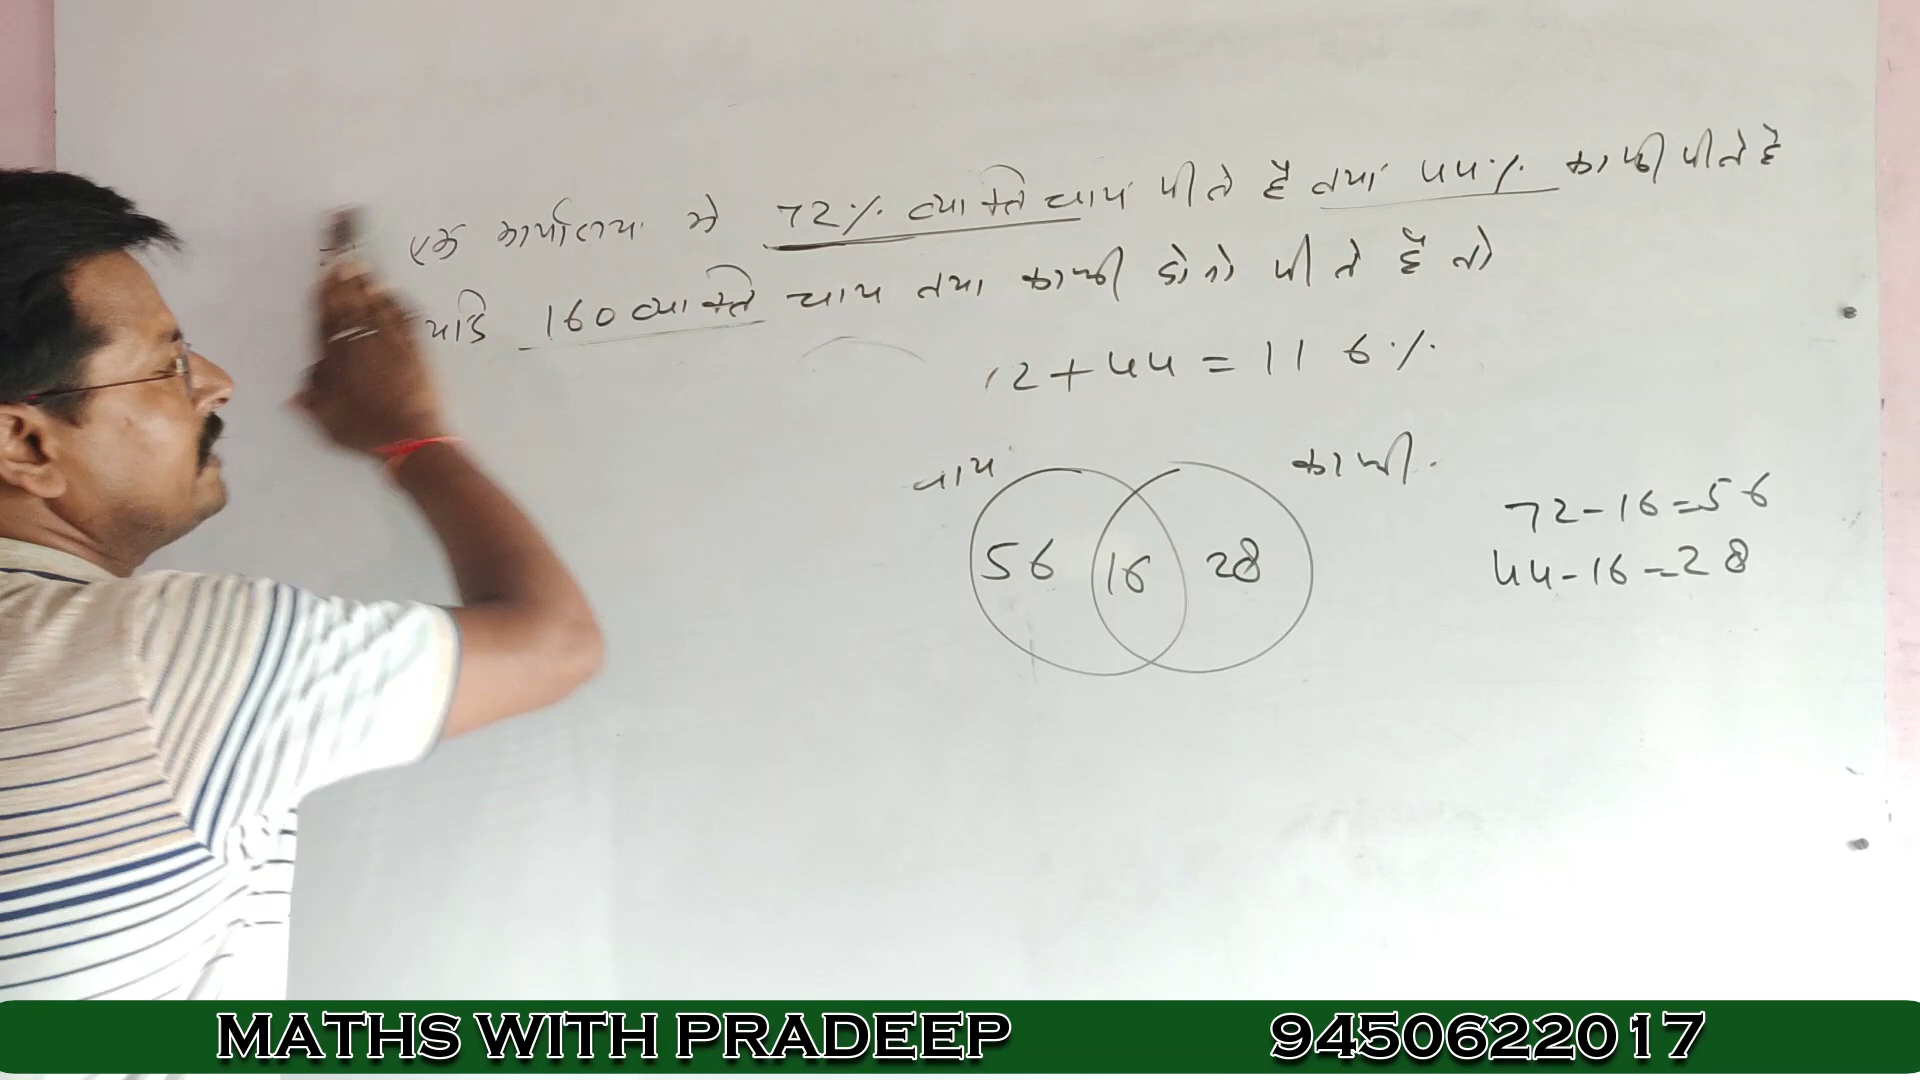 एक कार्यालय मे 72% व्यक्ति चाय पीते हैं तथा 44% काफी पीते है
यदि 160 व्यक्ति चाय तथा काफी दोनो पीते हैं तो
72+44=116%
चाय
काफी.
56 16 28
72-16=56
44-16=28
MATHS WITH PRADEEP 9450622017